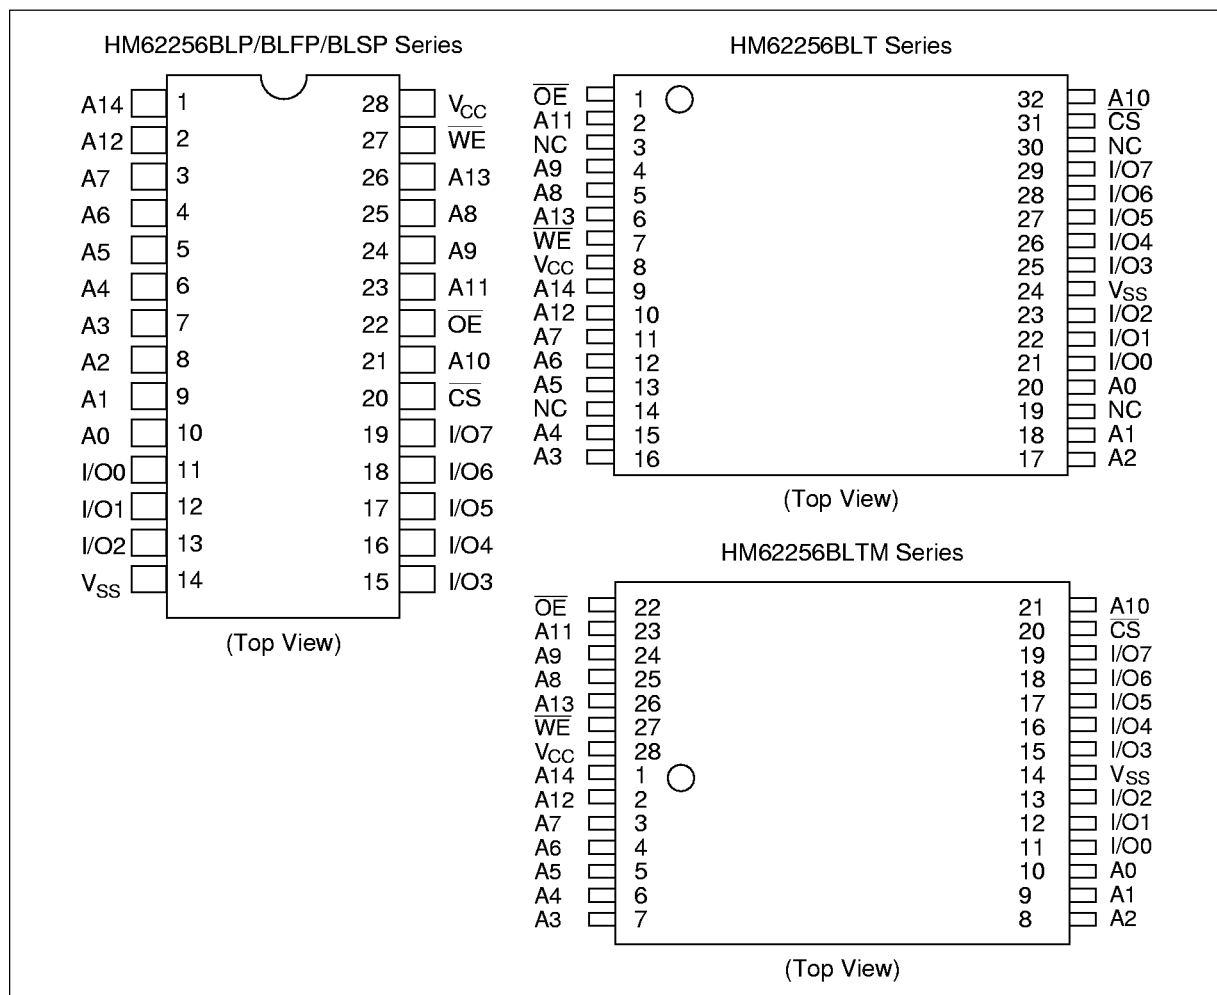 HM62256BLP/BLFP/BLSP Series
A14 1 28 VCC
A12 2 27 W̅E̅
A7 3 26 A13
A6 4 25 A8
A5 5 24 A9
A4 6 23 A11
A3 7 22 O̅E̅
A2 8 21 A10
A1 9 20 C̅S̅
A0 10 19 I/O7
I/O0 11 18 I/O6
I/O1 12 17 I/O5
I/O2 13 16 I/O4
VSS 14 15 I/O3
(Top View)
HM62256BLT Series
O̅E̅ 1 32 A10
A11 2 31 C̅S̅
NC 3 30 NC
A9 4 29 I/O7
A8 5 28 I/O6
A13 6 27 I/O5
W̅E̅ 7 26 I/O4
VCC 8 25 I/O3
A14 9 24 VSS
A12 10 23 I/O2
A7 11 22 I/O1
A6 12 21 I/O0
A5 13 20 A0
NC 14 19 NC
A4 15 18 A1
A3 16 17 A2
(Top View)
HM62256BLTM Series
O̅E̅ 22 21 A10
A11 23 20 C̅S̅
A9 24 19 I/O7
A8 25 18 I/O6
A13 26 17 I/O5
W̅E̅ 27 16 I/O4
VCC 28 15 I/O3
A14 1 14 VSS
A12 2 13 I/O2
A7 3 12 I/O1
A6 4 11 I/O0
A5 5 10 A0
A4 6 9 A1
A3 7 8 A2
(Top View)